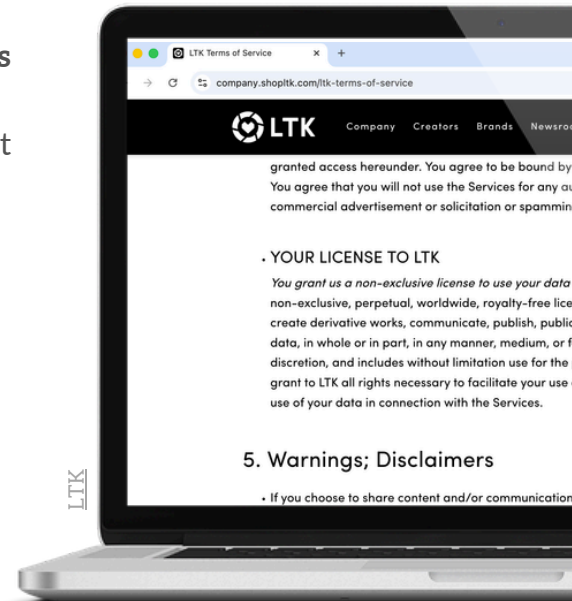 s
t
LTK Terms of Service × +
company.shopltk.com/ltk-terms-of-service
LTK Company Creators Brands
granted access hereunder. You agree to be bound by
You agree that you will not use the Services for any
commercial advertisement or solicitation or
• YOUR LICENSE TO LTK
You grant us a non-exclusive license to use your data
non-exclusive, perpetual, worldwide, royalty-free
create derivative works, communicate, publish,
data, in whole or in part, in any manner, medium, or
discretion, and includes without limitation use for the
grant to LTK all rights necessary to facilitate your use
use of your data in connection with the Services.
5. Warnings; Disclaimers
• If you choose to share content and/or
LTK